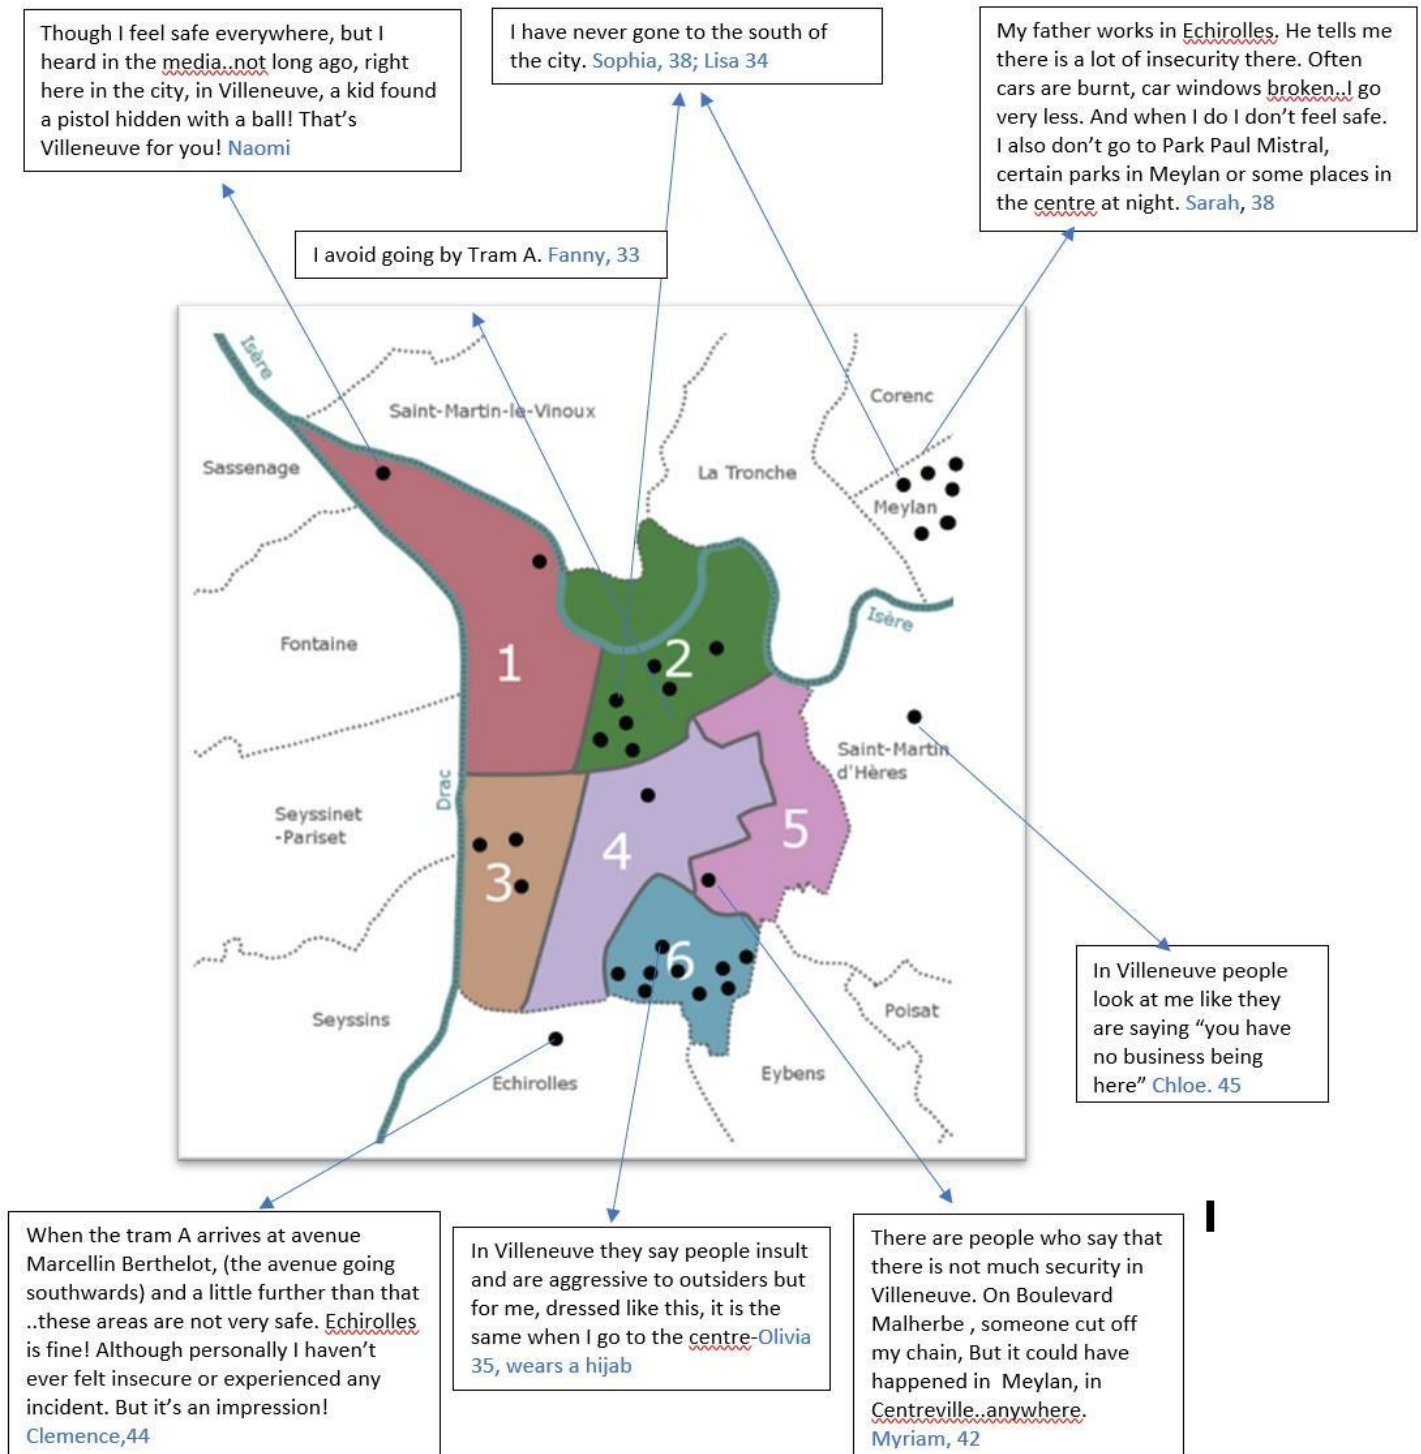 Though I feel safe everywhere, but I
heard in the media..not long ago, right
here in the city, in Villeneuve, a kid found
a pistol hidden with a ball! That’s
Villeneuve for you! Naomi
I have never gone to the south of
the city. Sophia, 38; Lisa 34
My father works in Echirolles. He tells me
there is a lot of insecurity there. Often
cars are burnt, car windows broken..I go
very less. And when I do I don’t feel safe.
I also don’t go to Park Paul Mistral,
certain parks in Meylan or some places in
the centre at night. Sarah, 38
I avoid going by Tram A. Fanny, 33
Isère
Saint-Martin-le-Vinoux
Corenc
Sassenage
La Tronche
Meylan
Isère
Fontaine
1
2
Saint-Martin
d'Hères
Drac
Seyssinet
-Pariset
3
4
5
6
Seyssins
Poisat
Echirolles
Eybens
In Villeneuve people
look at me like they
are saying “you have
no business being
here” Chloe. 45
When the tram A arrives at avenue
Marcellin Berthelot, (the avenue going
southwards) and a little further than that
..these areas are not very safe. Echirolles
is fine! Although personally I haven’t
ever felt insecure or experienced any
incident. But it’s an impression!
Clemence,44
In Villeneuve they say people insult
and are aggressive to outsiders but
for me, dressed like this, it is the
same when I go to the centre-Olivia
35, wears a hijab
There are people who say that
there is not much security in
Villeneuve. On Boulevard
Malherbe , someone cut off
my chain, But it could have
happened in  Meylan, in
Centreville..anywhere.
Myriam, 42